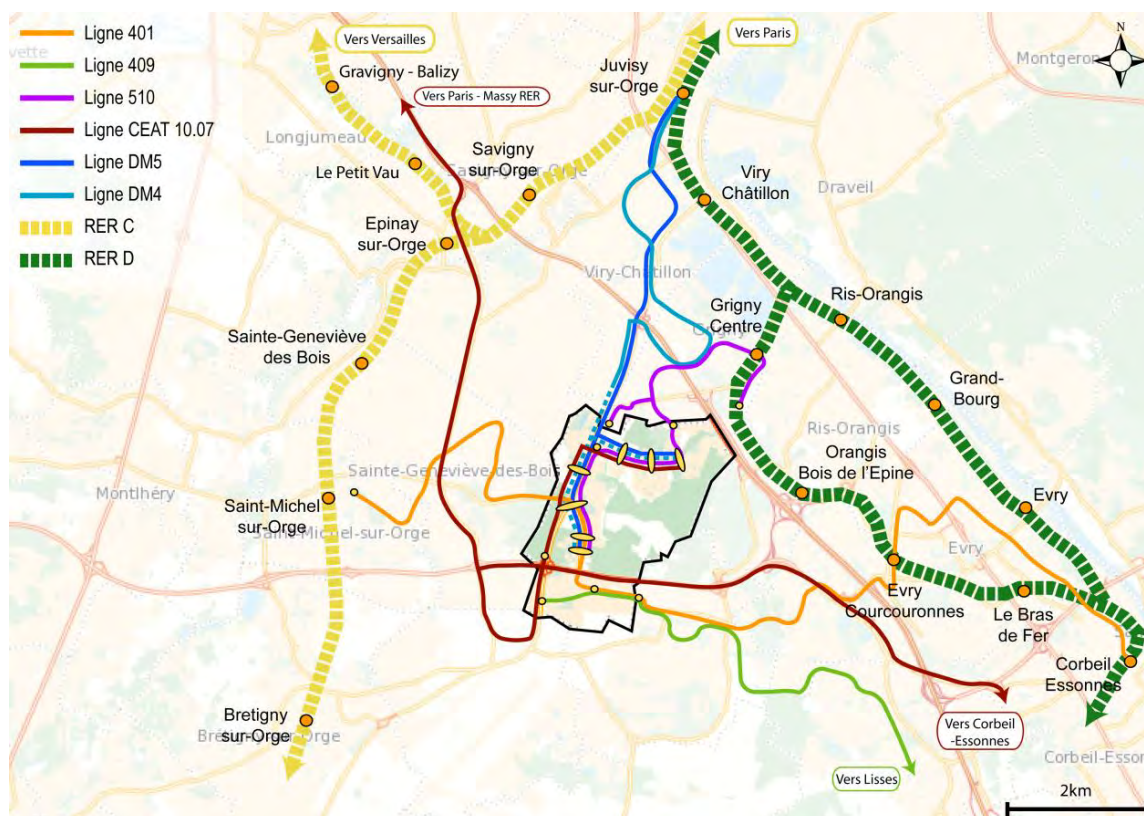 Ligne 401
Ligne 409
Ligne 510
Ligne CEAT 10.07
Ligne DM5
Ligne DM4
RER C
RER D
Vers Versailles
Gravigny - Balizy
Vers Paris - Massy RER
Longjumeau
Le Petit Vau
Savigny
sur-Orge
Epinay
sur-Orge
Juvisy
sur-Orge
Vers Paris
Montgeron
N
Viry
Châtillon
Draveil
Viry-Châtillon
Grigny
Centre
Ris-Orangis
Sainte-Geneviève
des Bois
Grand-
Bourg
Ris-Orangis
Orangis
Bois de l'Epine
Sainte-Geneviève-des-Bois
Montlhéry
Saint-Michel
sur-Orge
Saint-Michel-sur-Orge
Evry
Evry
Evry
Courcouronnes
Le Bras
de Fer
Corbeil
Essonnes
Bretigny
sur-Orge
Vers Corbeil
-Essonnes
Vers Lisses
Corbeil-Esson
2km